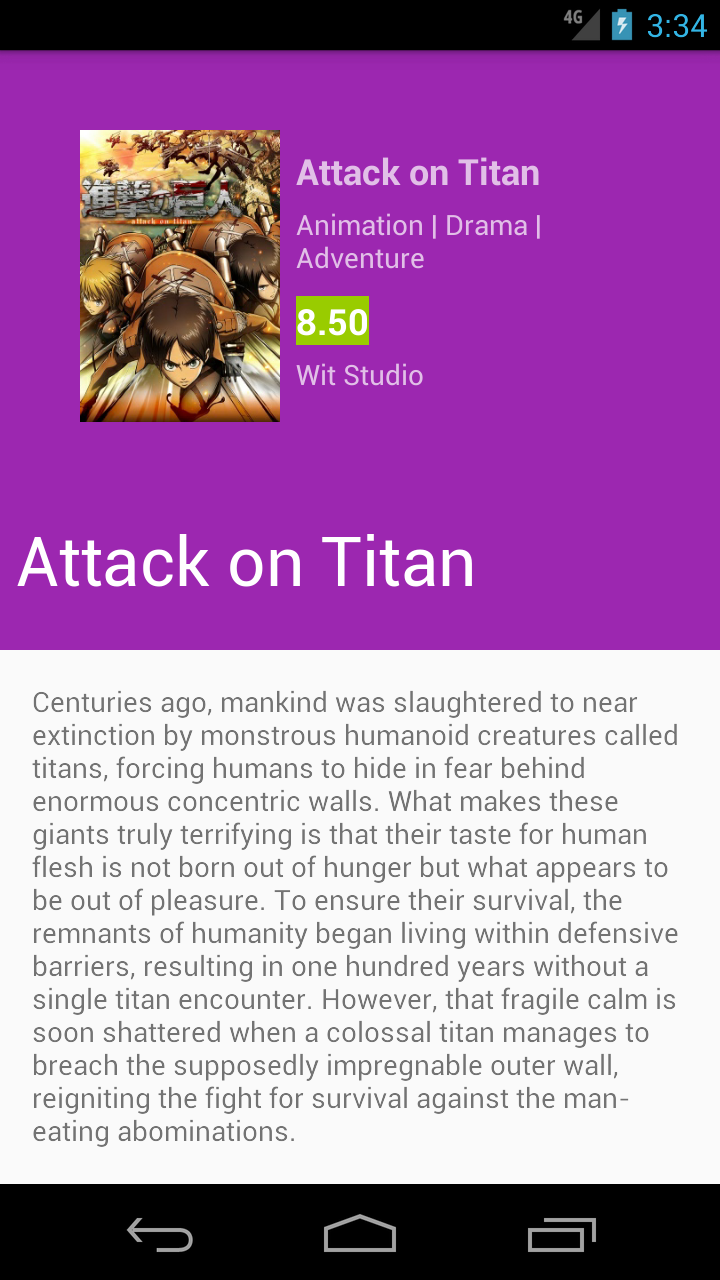 4G 3:34
進撃の巨人
attack on titan
Attack on Titan
Animation | Drama |
Adventure
8.50
Wit Studio
Attack on Titan
Centuries ago, mankind was slaughtered to near
extinction by monstrous humanoid creatures called
titans, forcing humans to hide in fear behind
enormous concentric walls. What makes these
giants truly terrifying is that their taste for human
flesh is not born out of hunger but what appears to
be out of pleasure. To ensure their survival, the
remnants of humanity began living within defensive
barriers, resulting in one hundred years without a
single titan encounter. However, that fragile calm is
soon shattered when a colossal titan manages to
breach the supposedly impregnable outer wall,
reigniting the fight for survival against the man-
eating abominations.